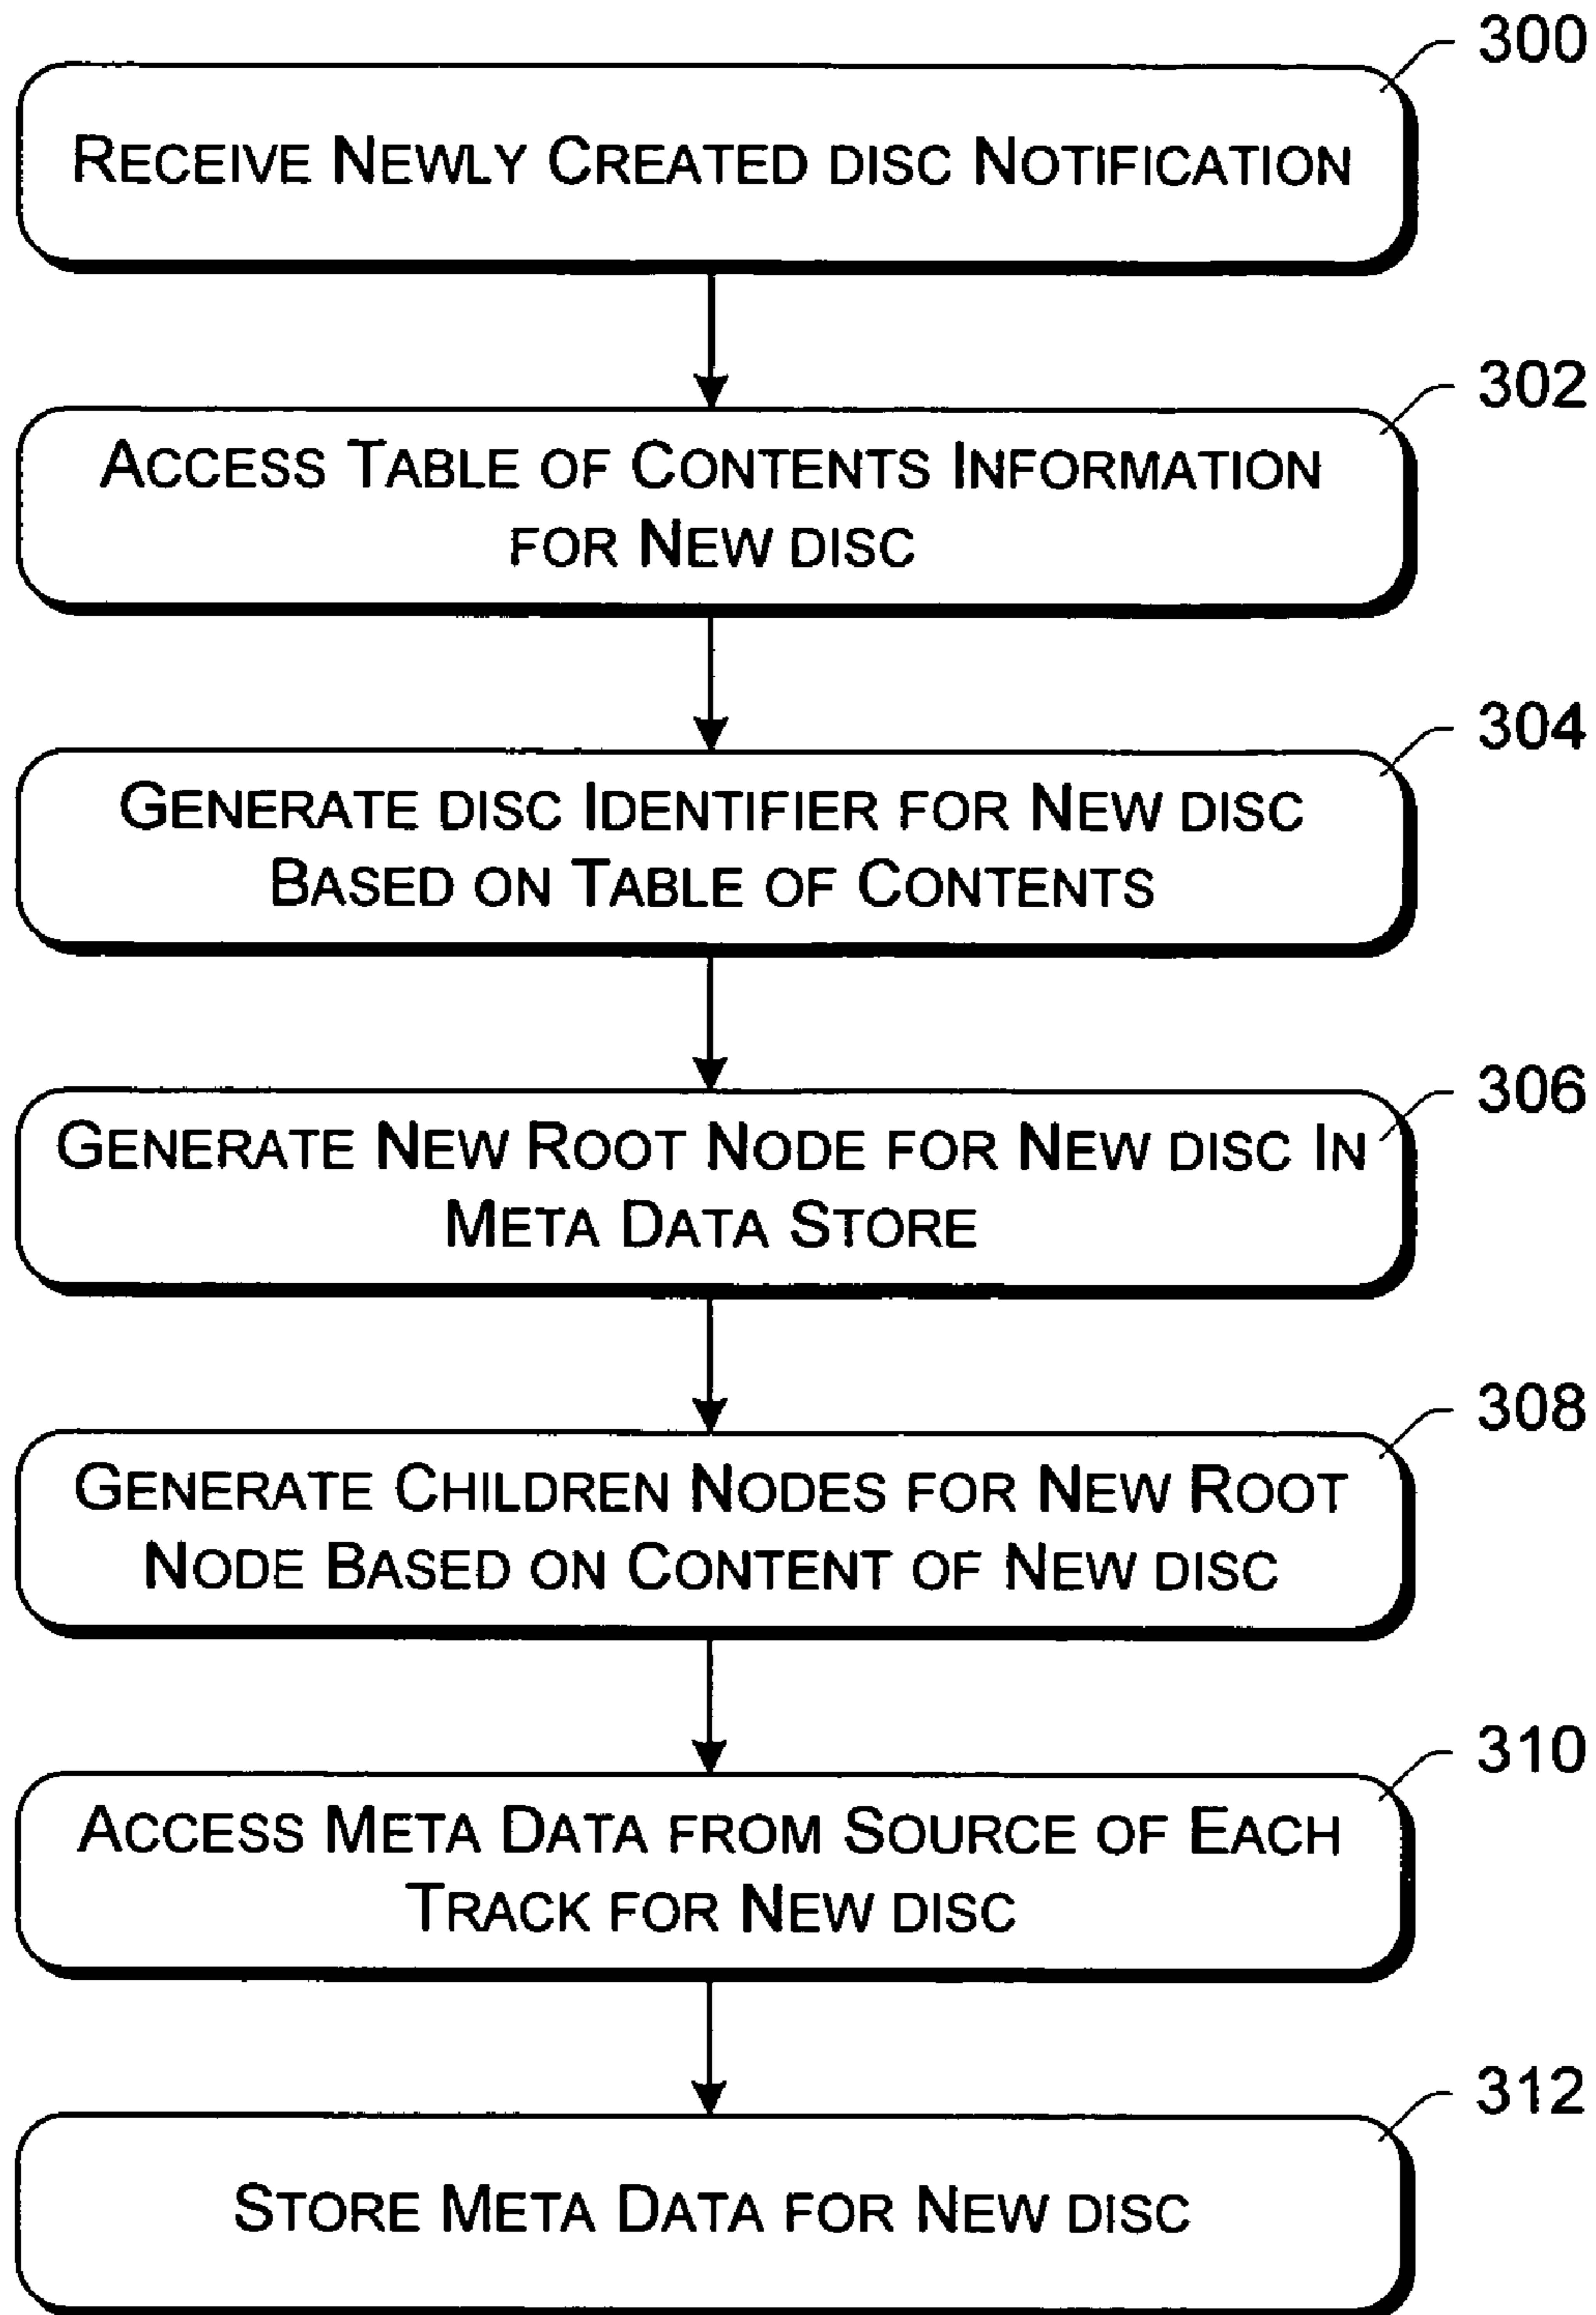 300
RECEIVE NEWLY CREATED DISC NOTIFICATION
302
ACCESS TABLE OF CONTENTS INFORMATION
FOR NEW DISC
304
GENERATE DISC IDENTIFIER FOR NEW DISC
BASED ON TABLE OF CONTENTS
306
GENERATE NEW ROOT NODE FOR NEW DISC IN
META DATA STORE
308
GENERATE CHILDREN NODES FOR NEW ROOT
NODE BASED ON CONTENT OF NEW DISC
310
ACCESS META DATA FROM SOURCE OF EACH
TRACK FOR NEW DISC
312
STORE META DATA FOR NEW DISC